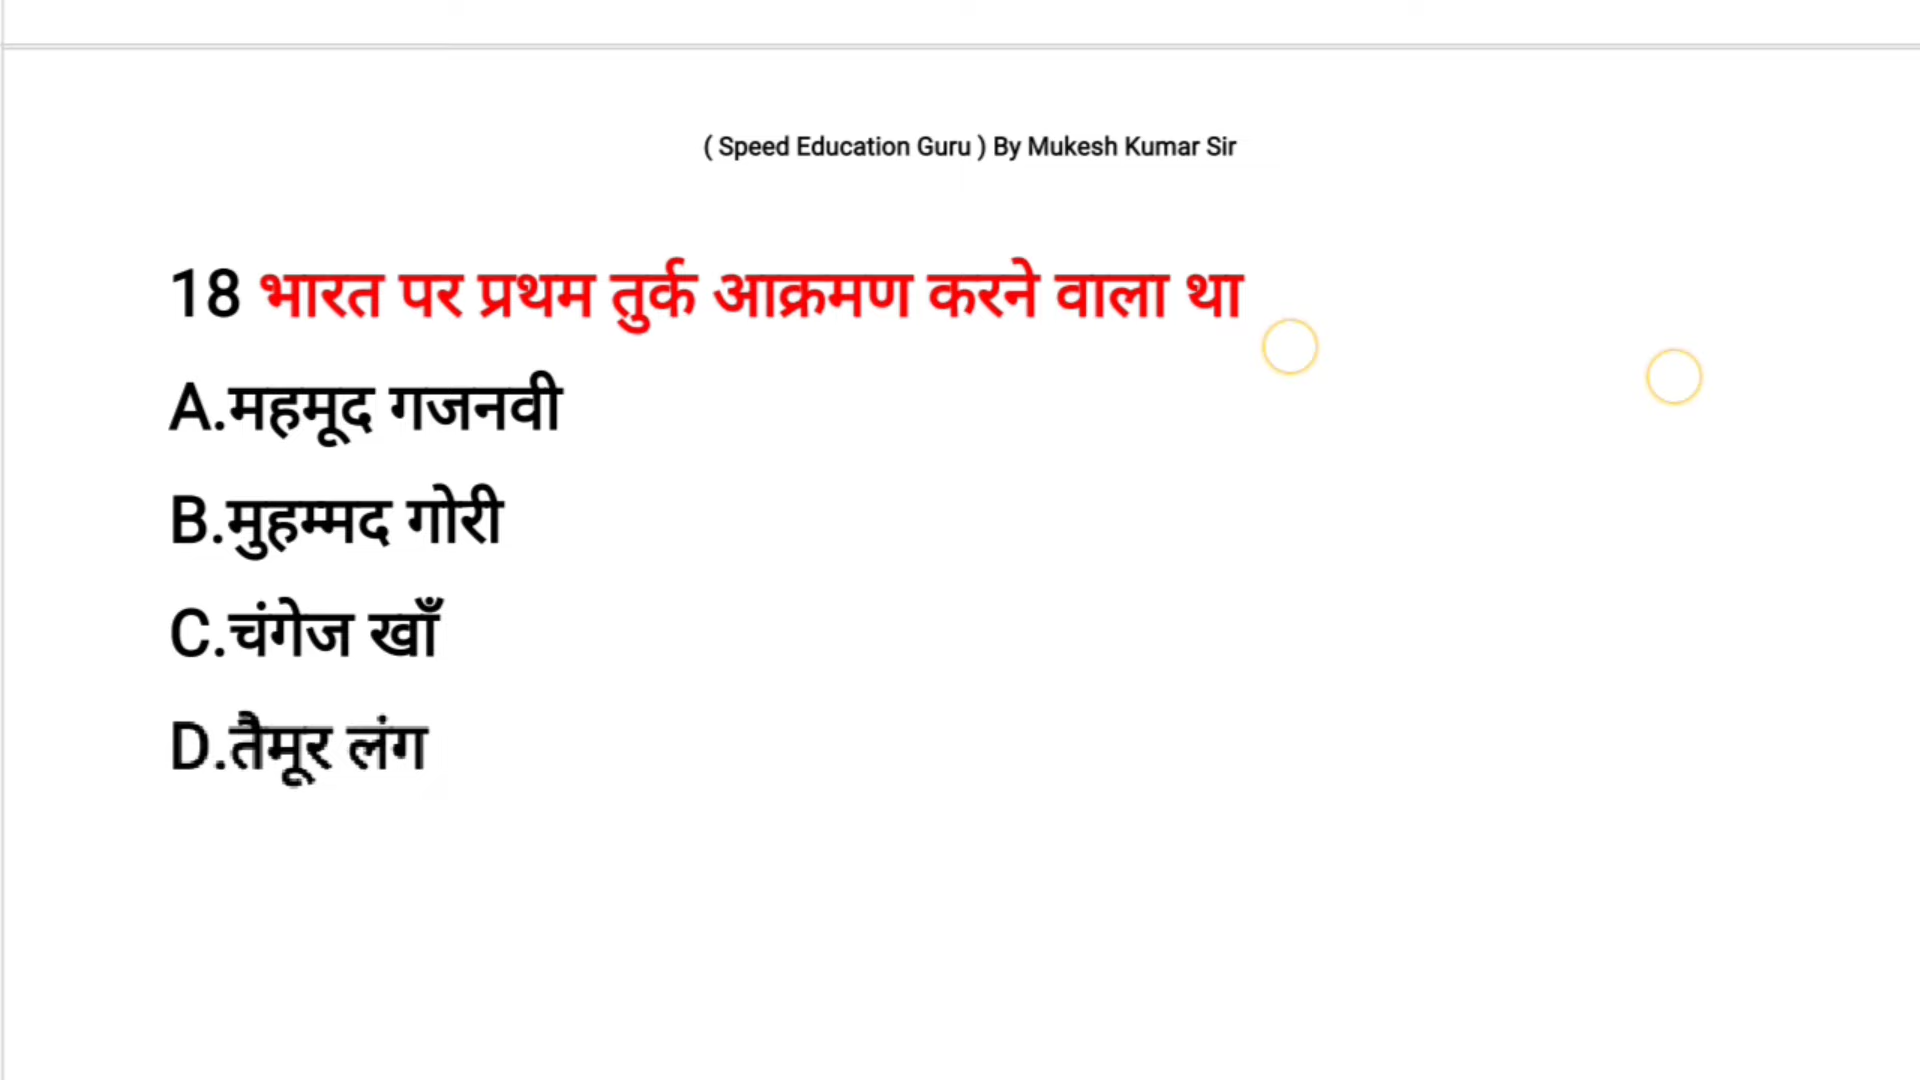 ( Speed Education Guru ) By Mukesh Kumar Sir
18 भारत पर प्रथम तुर्क आक्रमण करने वाला था
A.महमूद गजनवी
B.मुहम्मद गोरी
C.चंगेज खाँ
D.तैमूर लंग